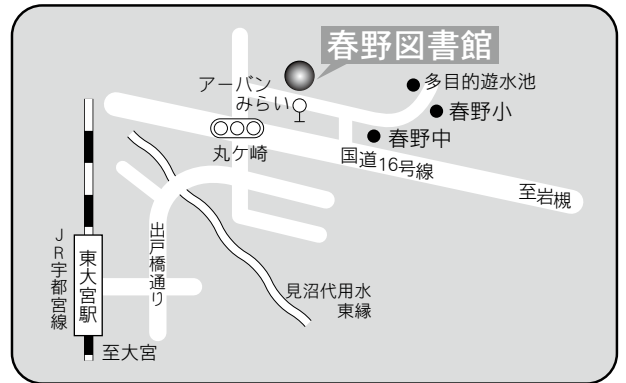 春野図書館
アーバン
みらい
多目的遊水池
春野小
春野中
丸ケ崎
国道16号線
至岩槻
出戸橋通り
見沼代用水
東縁
JR宇都宮線
東大宮駅
至大宮